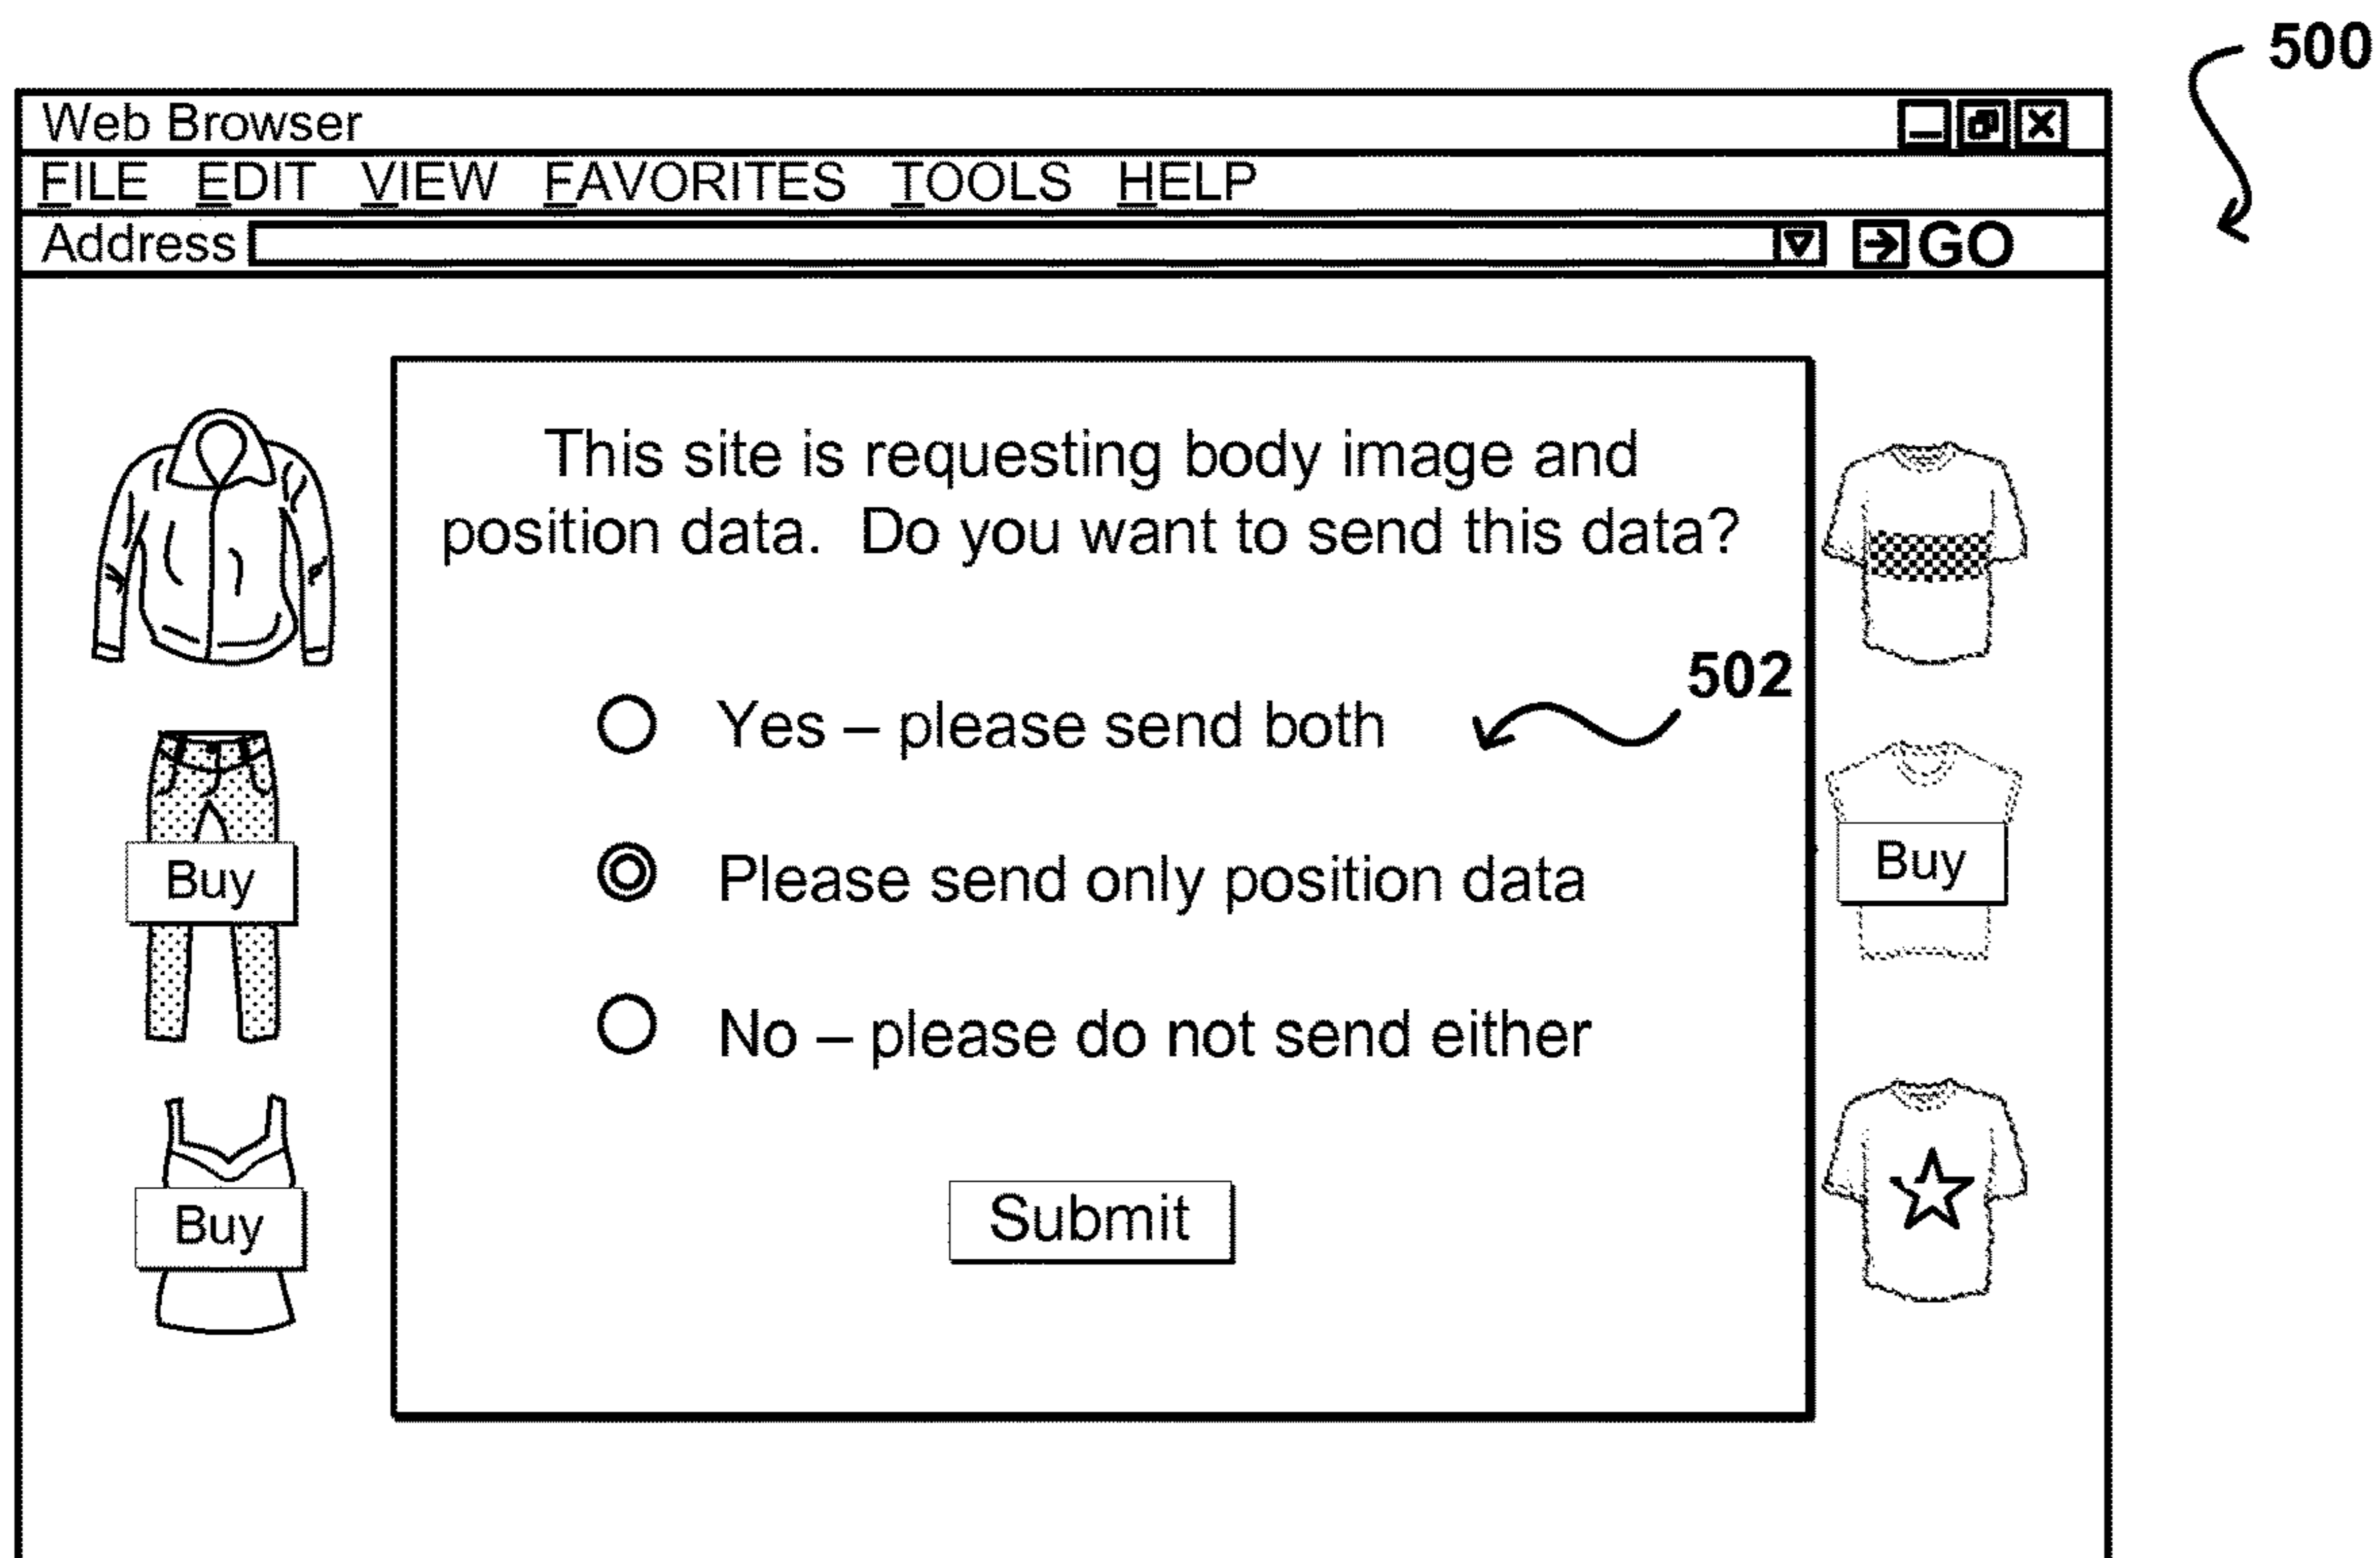 500
Web Browser
FILE EDIT VIEW FAVORITES TOOLS HELP
Address GO
This site is requesting body image and
position data. Do you want to send this data?
502
Yes – please send both
Buy
Please send only position data
Buy
No – please do not send either
Buy
Submit